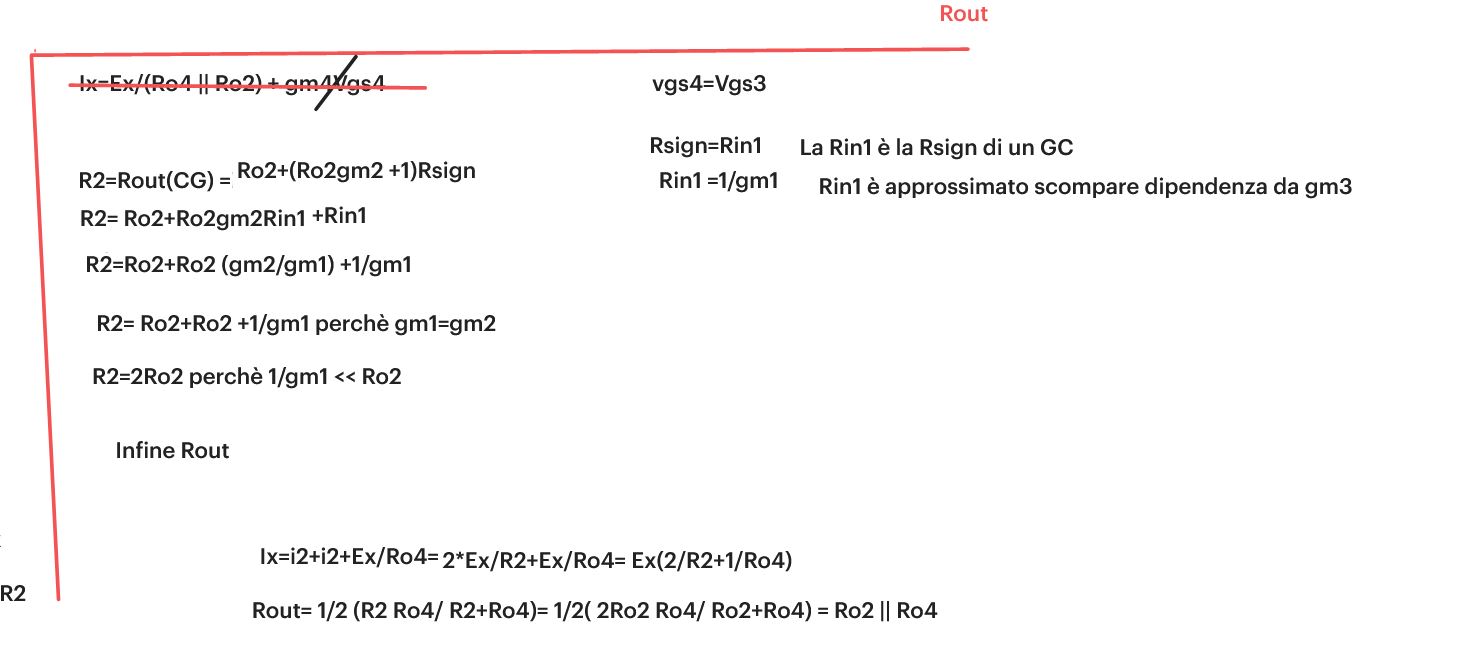 Rout
Ix=Ex/(Ro4 || Ro2) + gm4Vgs4
vgs4=Vgs3
Rsign=Rin1
La Rin1 è la Rsign di un GC
R2=Rout(CG) = Ro2+(Ro2gm2 +1)Rsign
Rin1 =1/gm1
Rin1 è approssimato scompare dipendenza da gm3
R2= Ro2+Ro2gm2Rin1 +Rin1
R2=Ro2+Ro2 (gm2/gm1) +1/gm1
R2= Ro2+Ro2 +1/gm1 perchè gm1=gm2
R2=2Ro2 perchè 1/gm1 << Ro2
Infine Rout
Ix=i2+i2+Ex/Ro4= 2*Ex/R2+Ex/Ro4= Ex(2/R2+1/Ro4)
R2
Rout= 1/2 (R2 Ro4/ R2+Ro4)= 1/2( 2Ro2 Ro4/ Ro2+Ro4) = Ro2 || Ro4